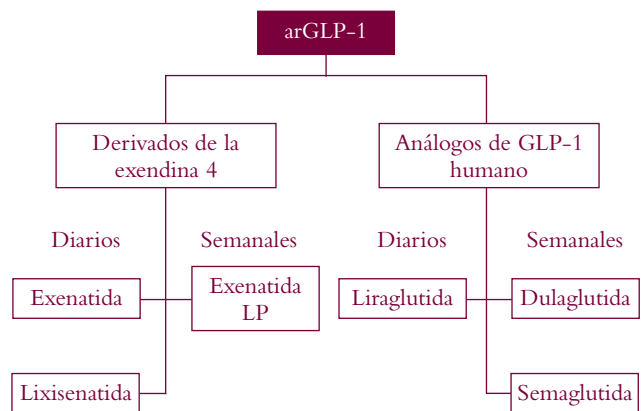 arGLP-1
Derivados de la
exendina 4
Análogos de GLP-1
humano
Diarios
Semanales
Diarios
Semanales
Exenatida
Exenatida
LP
Liraglutida
Dulaglutida
Lixisenatida
Semaglutida